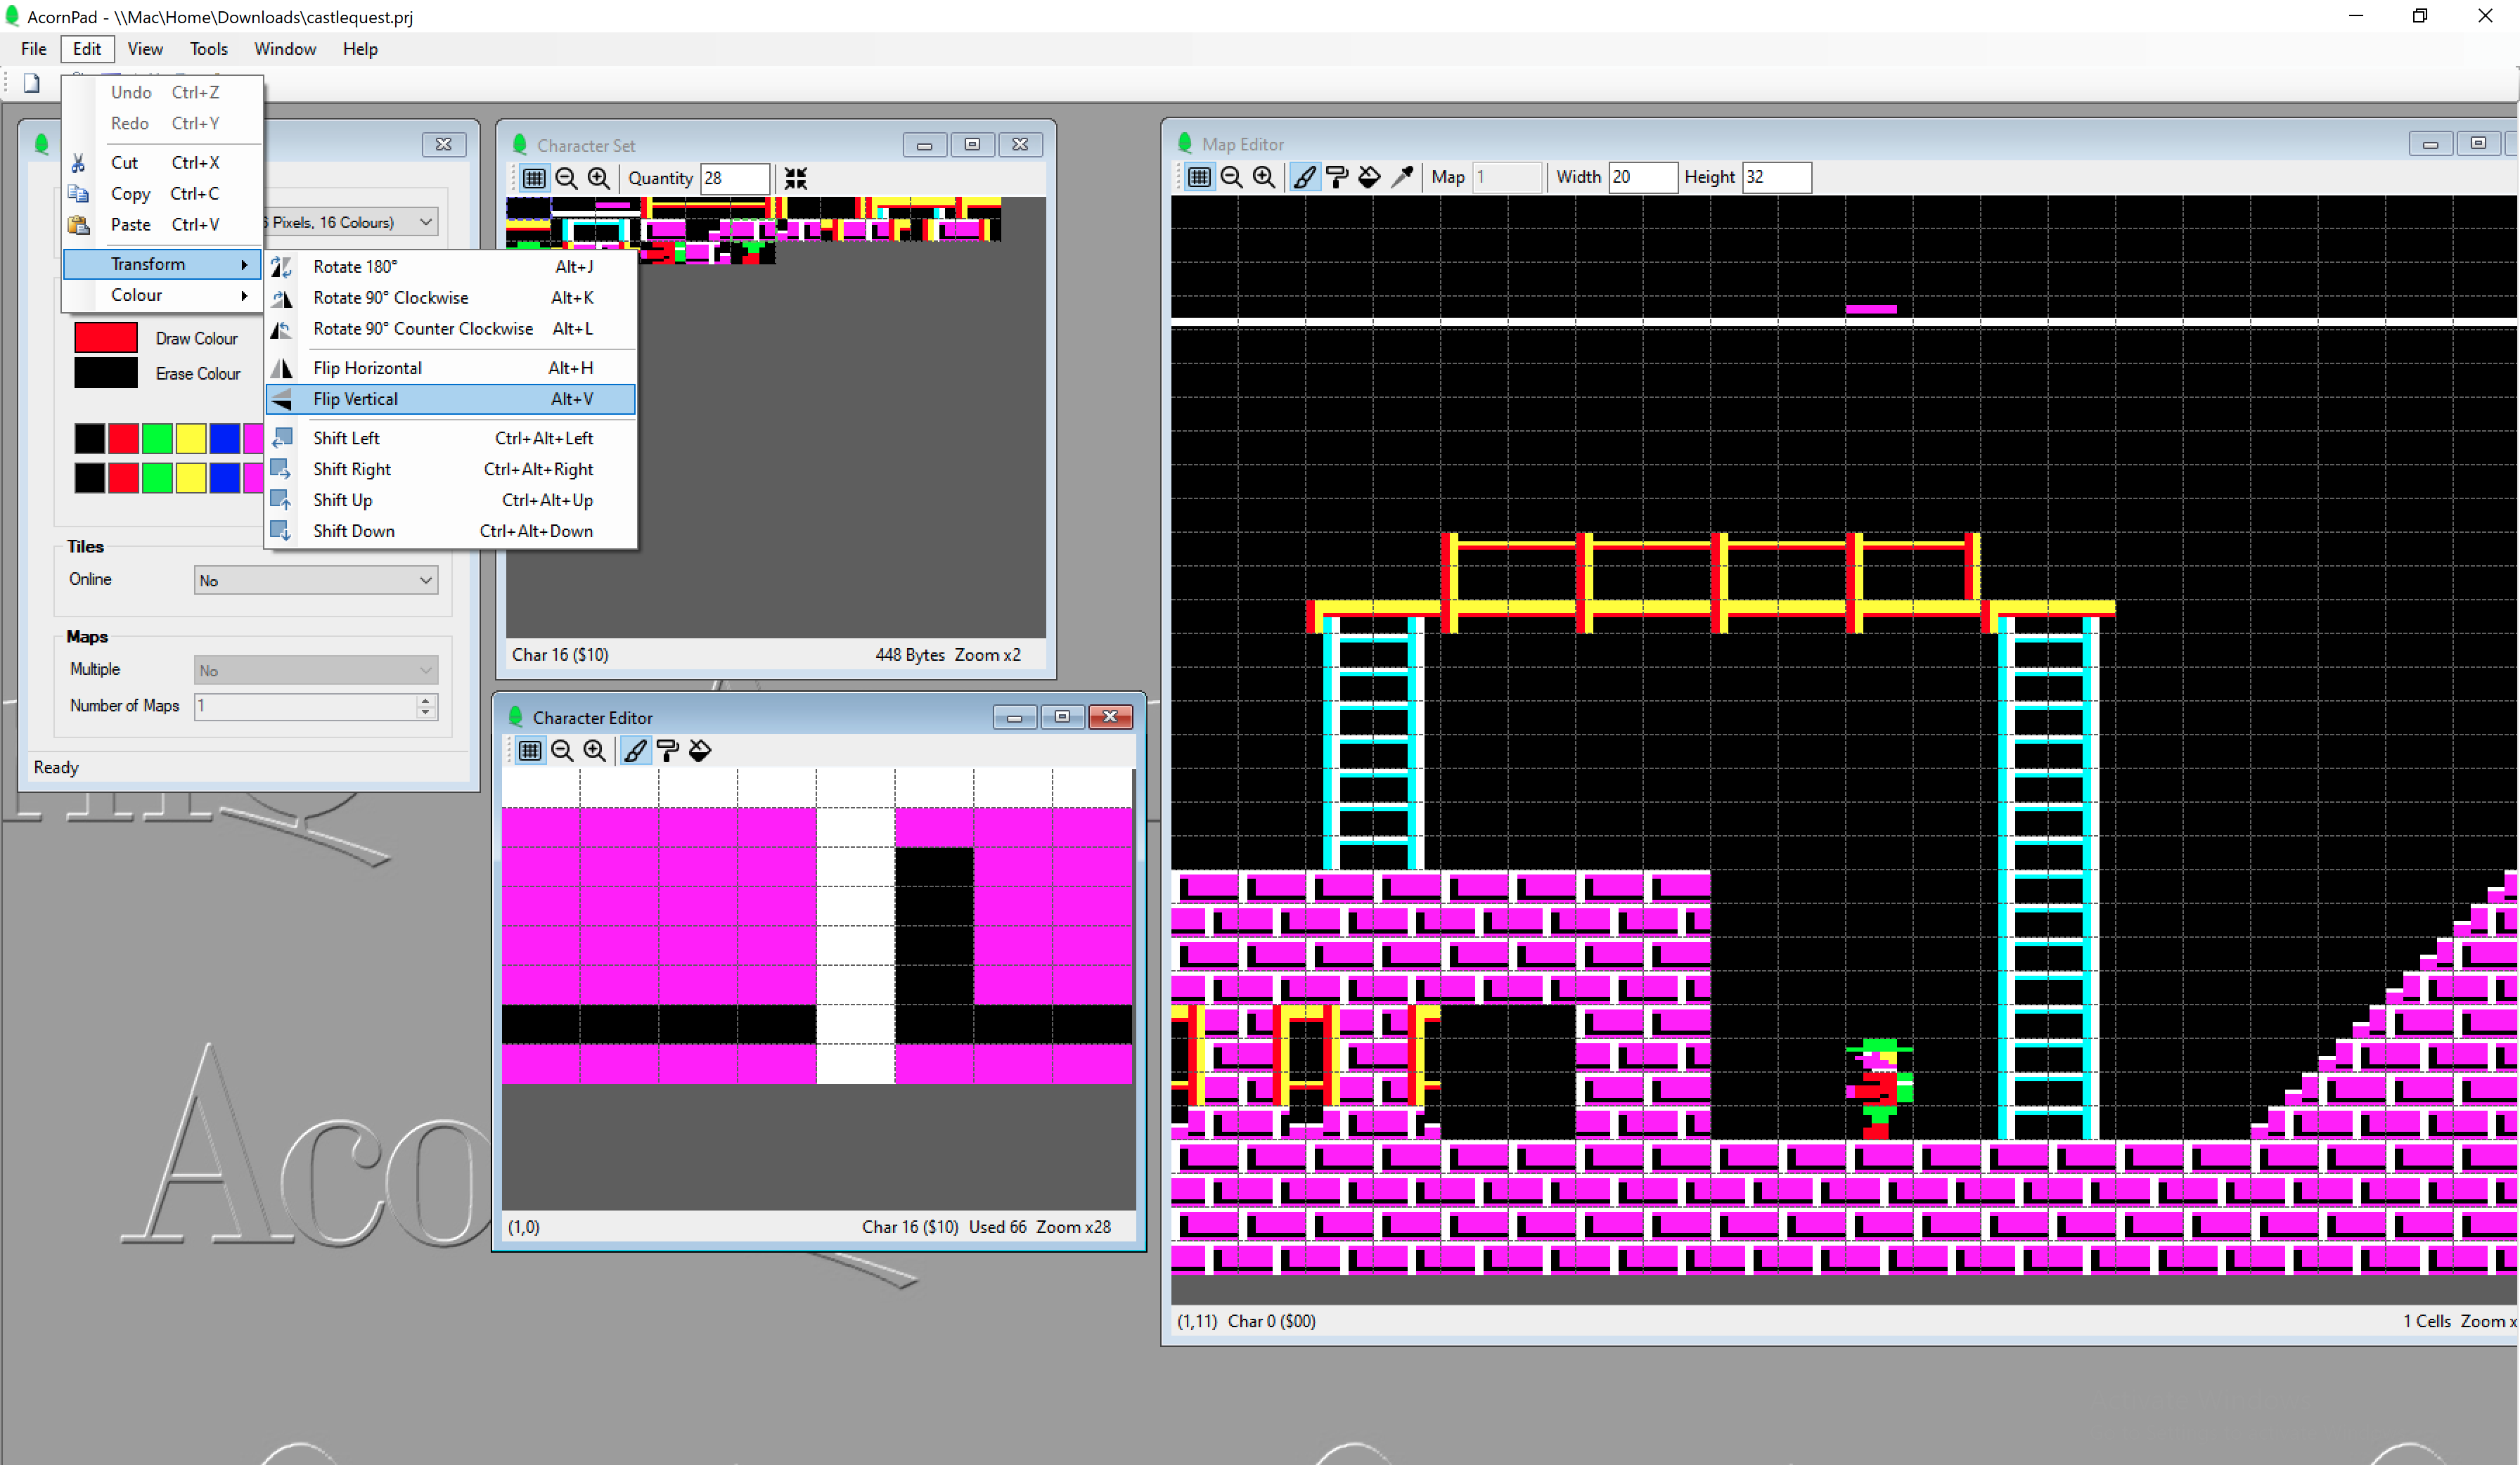 AcornPad - \\Mac\Home\Downloads\castlequest.prj
File Edit View Tools Window Help
Undo Ctrl+Z
Redo Ctrl+Y
Cut Ctrl+X
Copy Ctrl+C
Paste Ctrl+V
Transform
Colour
Rotate 180° Alt+J
Rotate 90° Clockwise Alt+K
Rotate 90° Counter Clockwise Alt+L
Flip Horizontal Alt+H
Flip Vertical Alt+V
Shift Left Ctrl+Alt+Left
Shift Right Ctrl+Alt+Right
Shift Up Ctrl+Alt+Up
Shift Down Ctrl+Alt+Down
Pixels, 16 Colours)
Draw Colour
Erase Colour
Tiles
Online No
Maps
Multiple No
Number of Maps 1
Ready
Character Set
Quantity 28
Char 16 ($10) 448 Bytes Zoom x2
Character Editor
(1,0) Char 16 ($10) Used 66 Zoom x28
Map Editor
Map 1 Width 20 Height 32
(1,11) Char 0 ($00) 1 Cells Zoom x
Aco